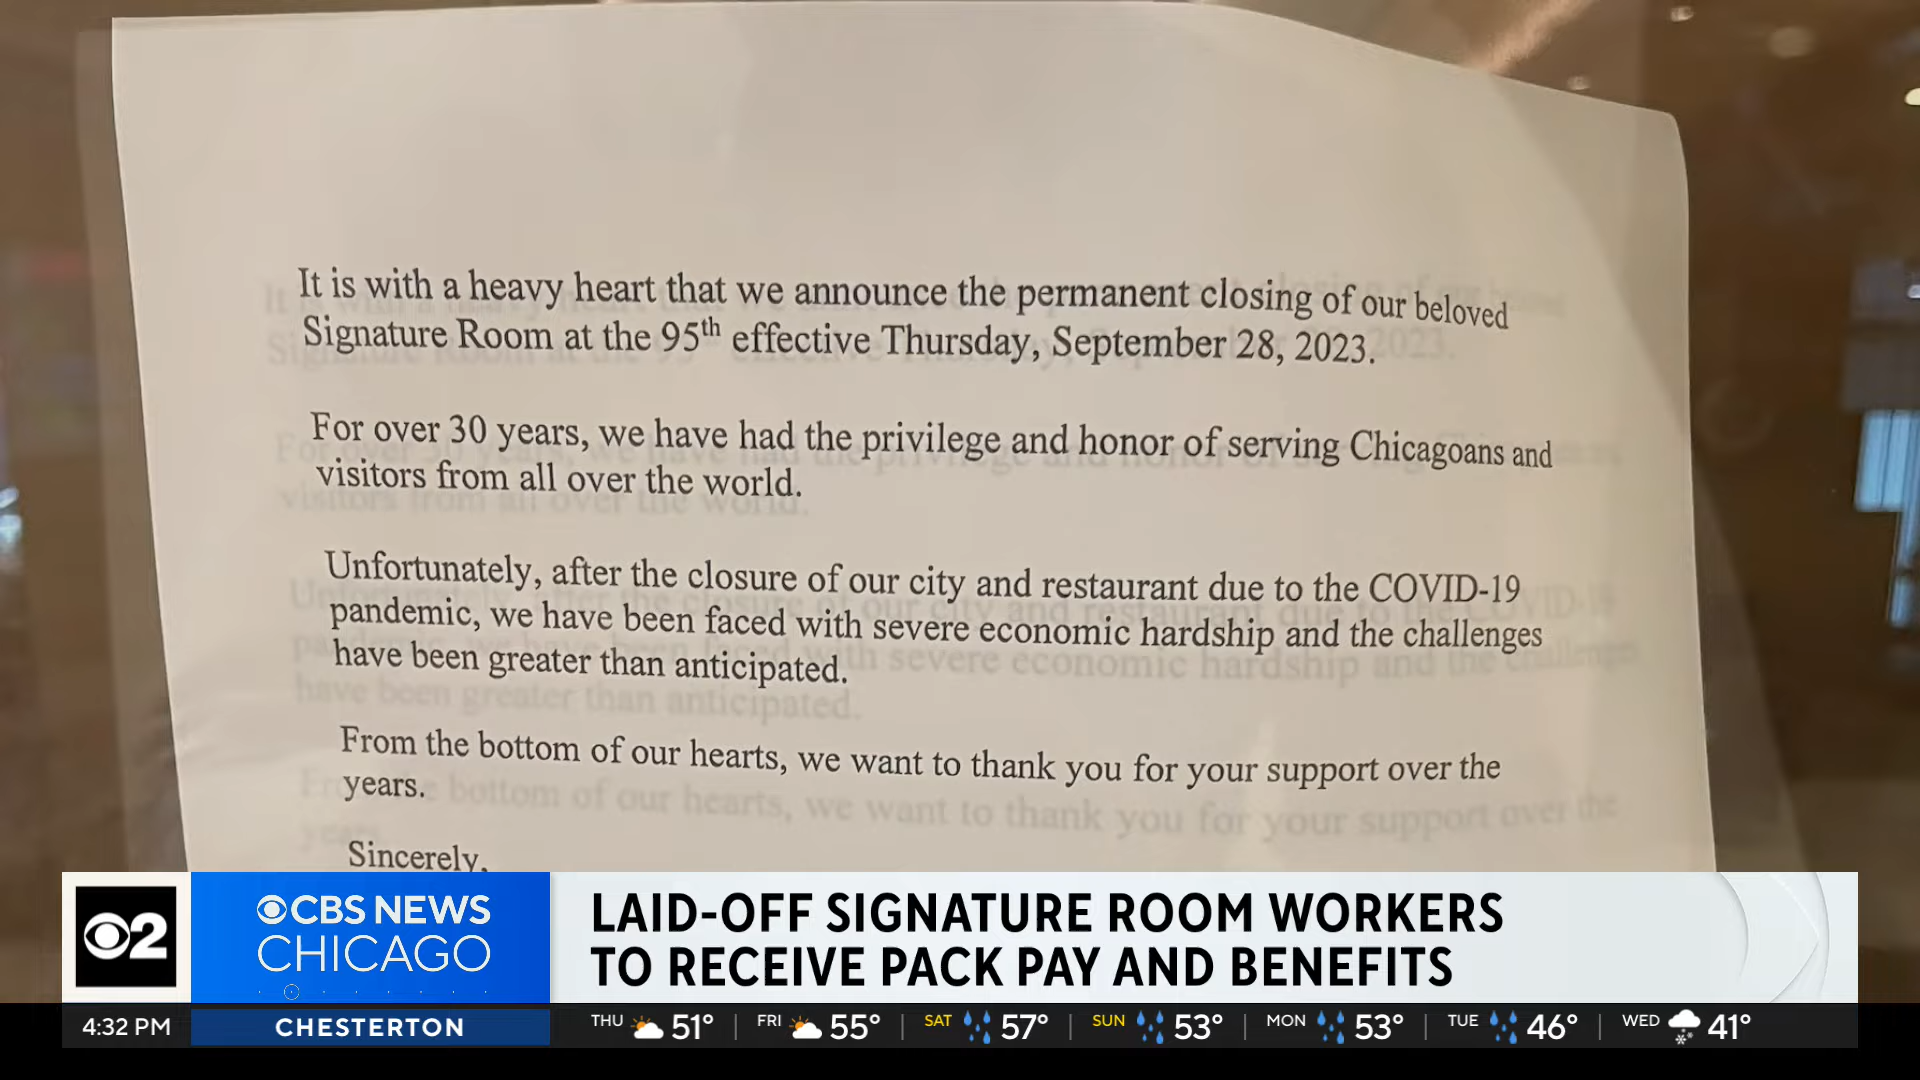 It is with a heavy heart that we announce the permanent closing of our beloved
Signature Room at the 95th effective Thursday, September 28, 2023.
For over 30 years, we have had the privilege and honor of serving Chicagoans and
visitors from all over the world.
Unfortunately, after the closure of our city and restaurant due to the COVID-19
pandemic, we have been faced with severe economic hardship and the challenges
have been greater than anticipated.
From the bottom of our hearts, we want to thank you for your support over the
years.
Sincerely,
2
CBS NEWS
CHICAGO
LAID-OFF SIGNATURE ROOM WORKERS
TO RECEIVE PACK PAY AND BENEFITS
4:32 PM CHESTERTON THU 51° FRI 55° SAT 57° SUN 53° MON 53° TUE 46° WED 41°